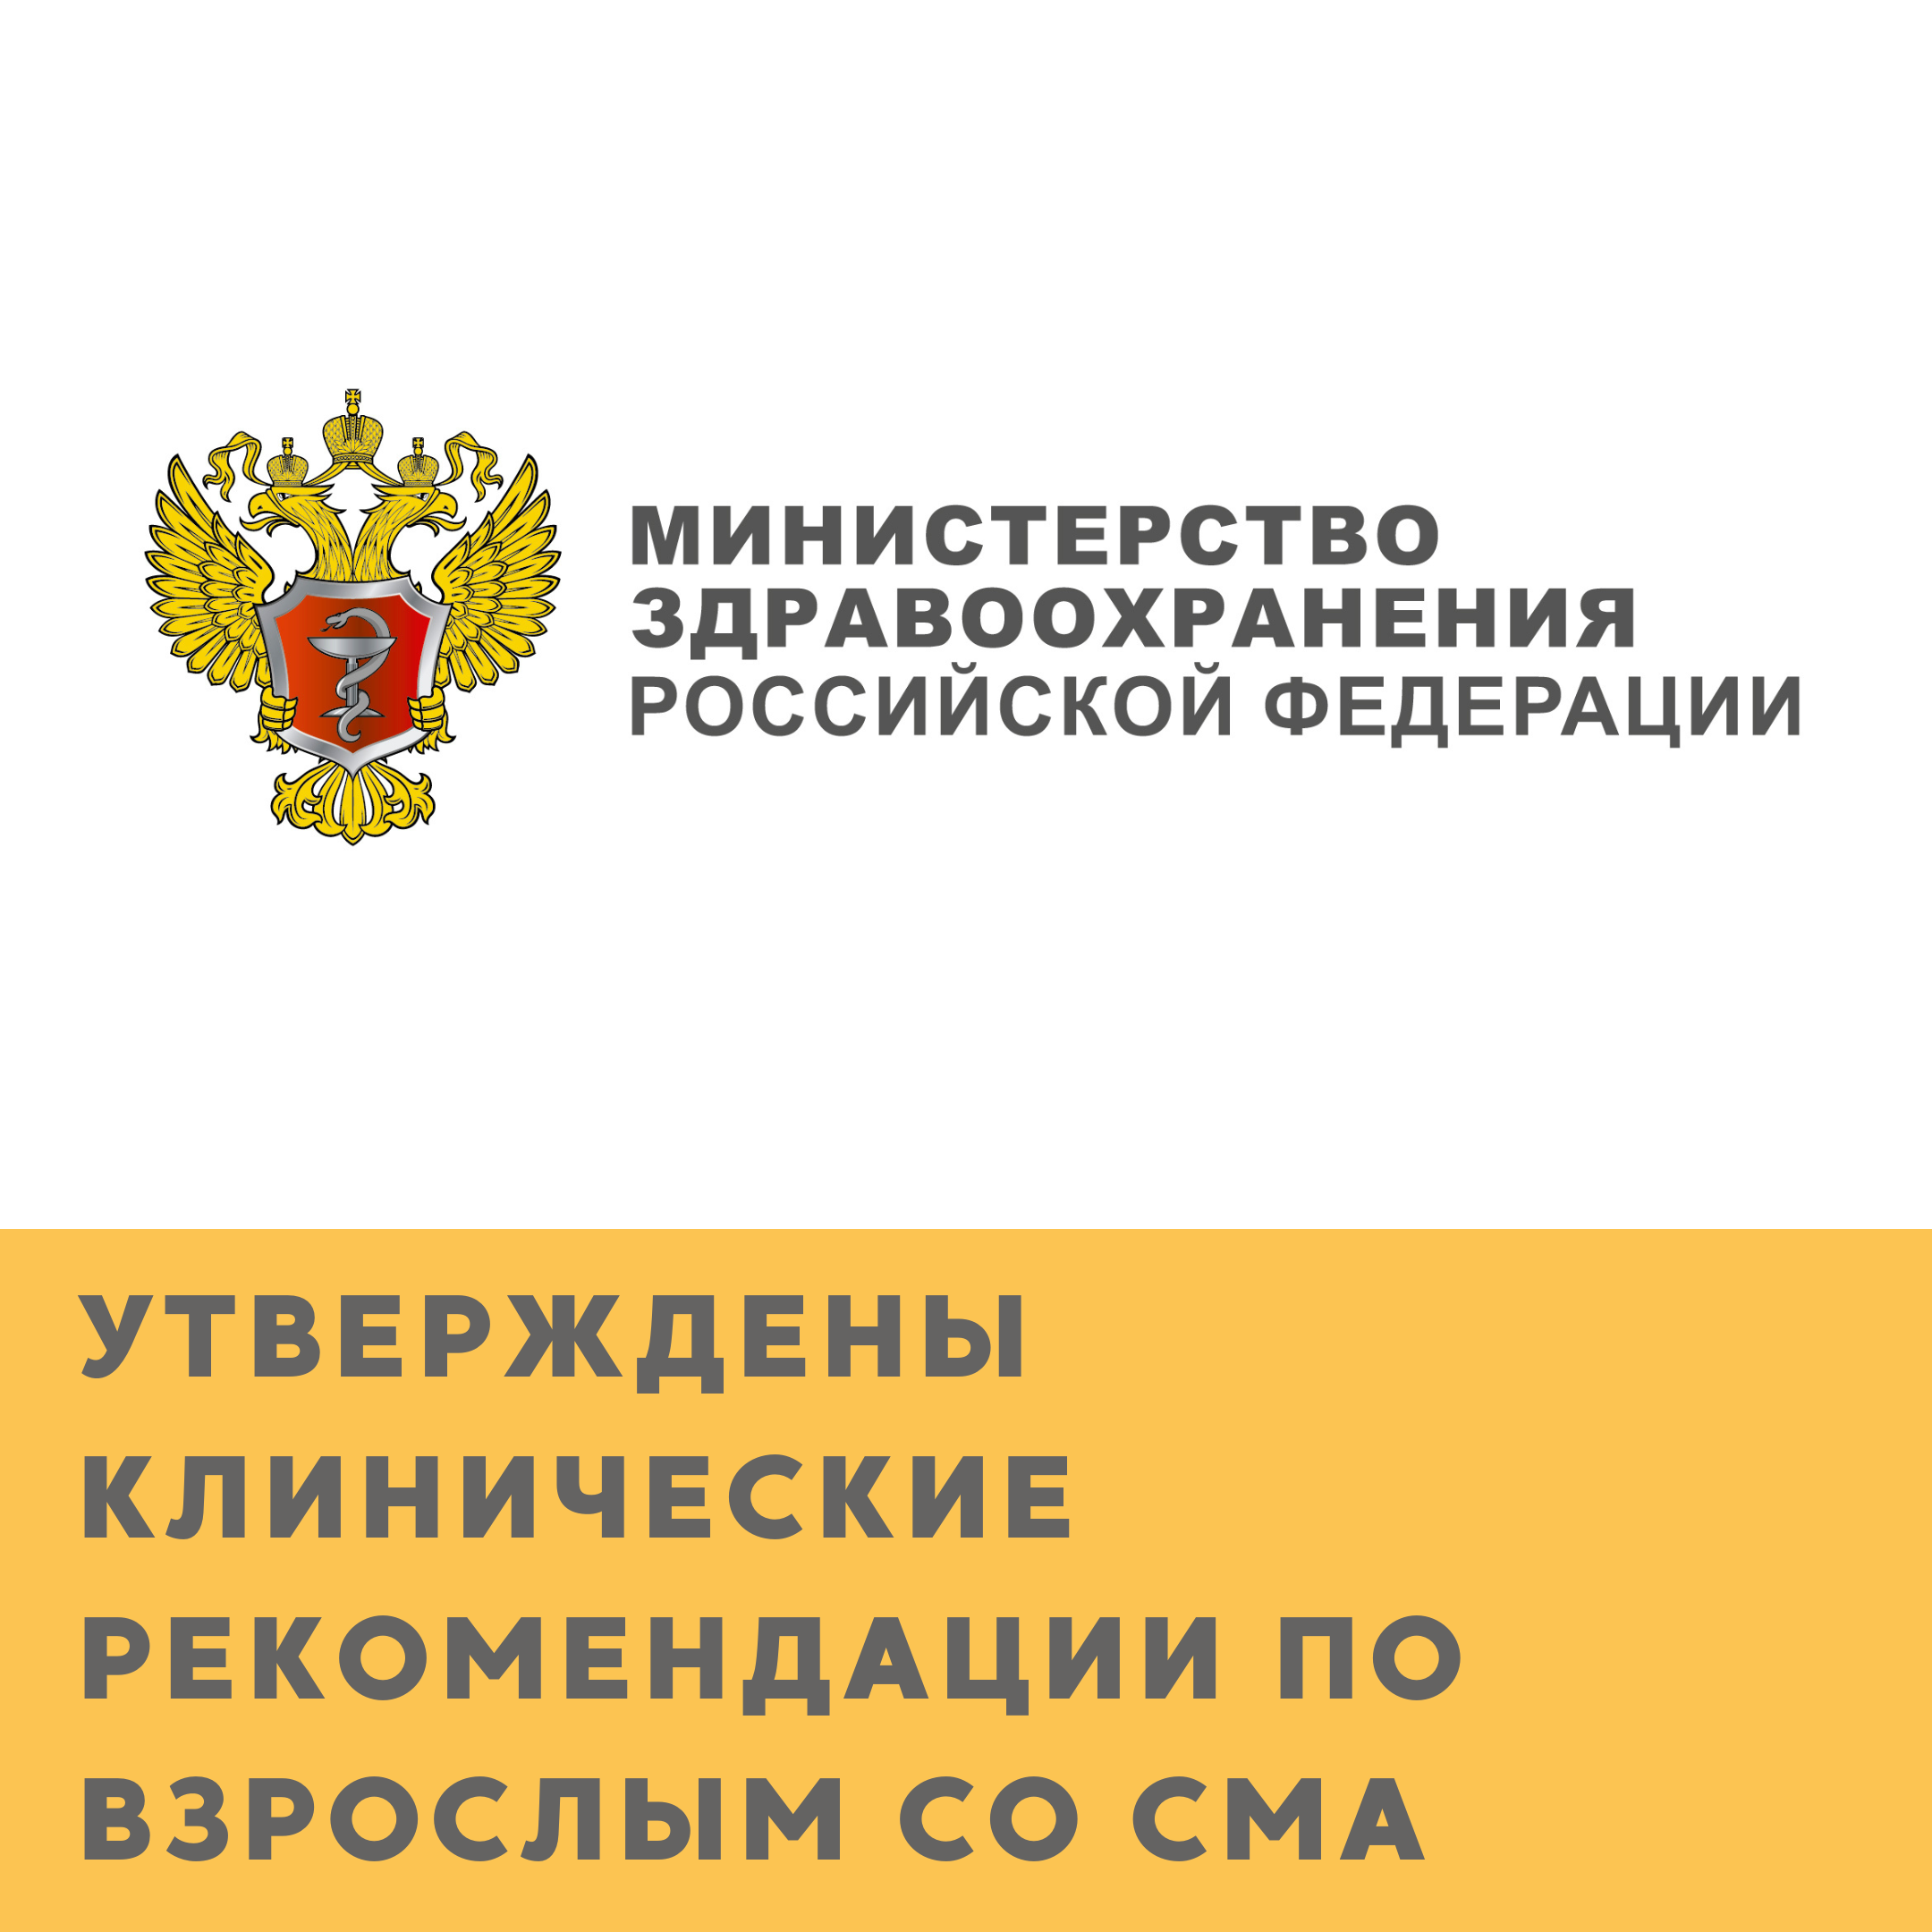 МИНИСТЕРСТВО
ЗДРАВООХРАНЕНИЯ
РОССИЙСКОЙ ФЕДЕРАЦИИ
УТВЕРЖДЕНЫ
КЛИНИЧЕСКИЕ
РЕКОМЕНДАЦИИ ПО
ВЗРОСЛЫМ СО СМА